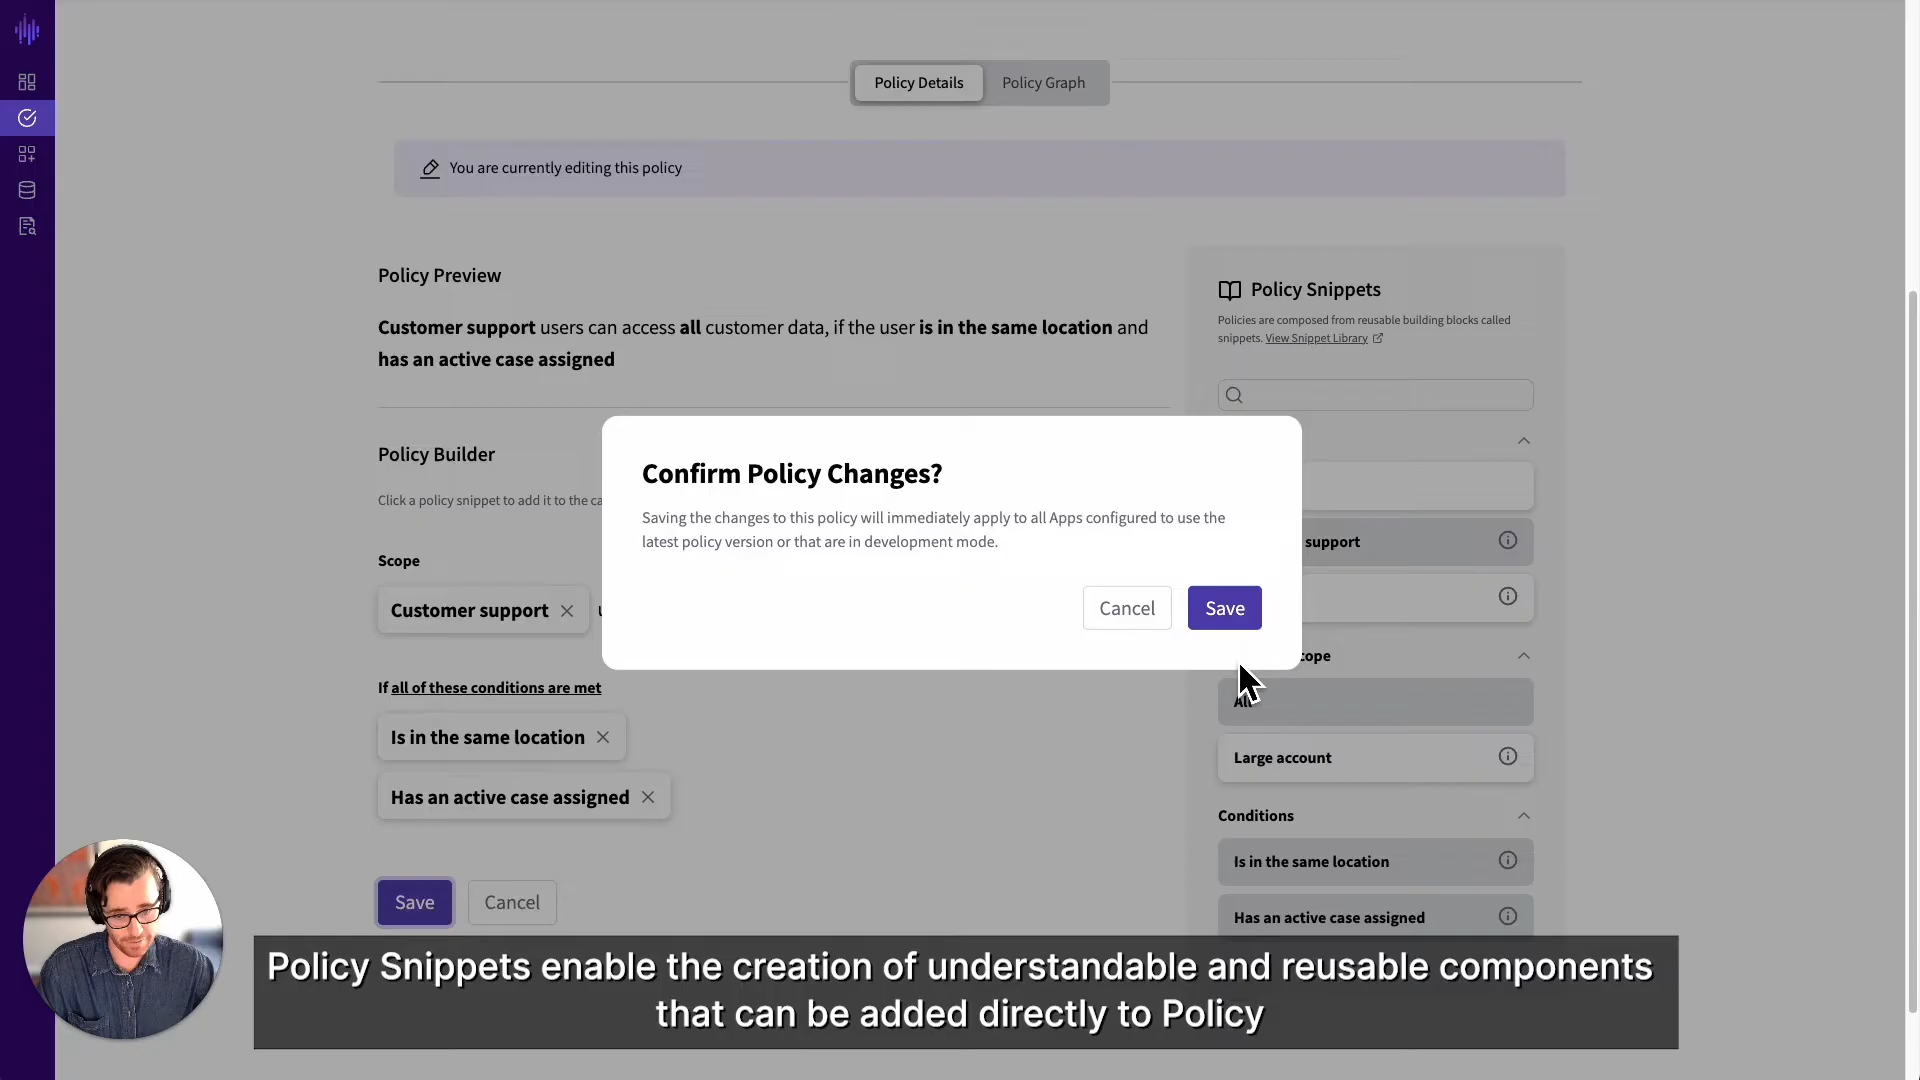 Policy Details
Policy Graph
You are currently editing this policy
Policy Preview
Customer support users can access all customer data, if the user is in the same location and
has an active case assigned
Policy Builder
Click a policy snippet to add it to the ca
Scope
Customer support
If all of these conditions are met
Is in the same location
Has an active case assigned
Save
Cancel
Confirm Policy Changes?
Saving the changes to this policy will immediately apply to all Apps configured to use the
latest policy version or that are in development mode.
Cancel
Save
Policy Snippets
Policies are composed from reusable building blocks called
snippets. View Snippet Library
support
cope
All
Large account
Conditions
Is in the same location
Has an active case assigned
Policy Snippets enable the creation of understandable and reusable components
that can be added directly to Policy